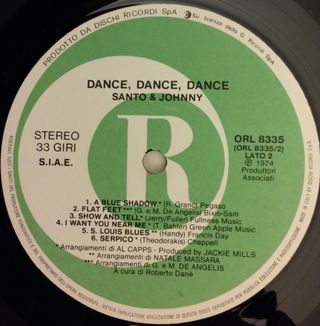 PRODOTTO DA DISCHI RICORDI SpA
Su licenza della G. Ricordi SpA
DANCE, DANCE, DANCE
SANTO & JOHNNY
R
STEREO
33 GIRI
S.I.A.E.
ORL 8335
(ORL 8335/2)
LATO 2
℗ 1974
Produttori
Associati
1. A BLUE SHADOW* (R. Grano) Pegaso
2. FLAT FEET*** (G. e M. De Angelis) Bixio-Sam
3. SHOW AND TELL* (Jerry/Fuller) Fullness Music
4. I WANT YOU NEAR ME* (T. Bahler) Green Apple Music
5. S. LOUIS BLUES** (Handy) Francis Day
6. SERPICO* (Theodorakis) Chappell
* Arrangiamenti di AL CAPPS - Produced by JACKIE MILLS
** Arrangiamenti di NATALE MASSARA
*** Arrangiamenti di G. e M. DE ANGELIS
A cura di Roberto Danè